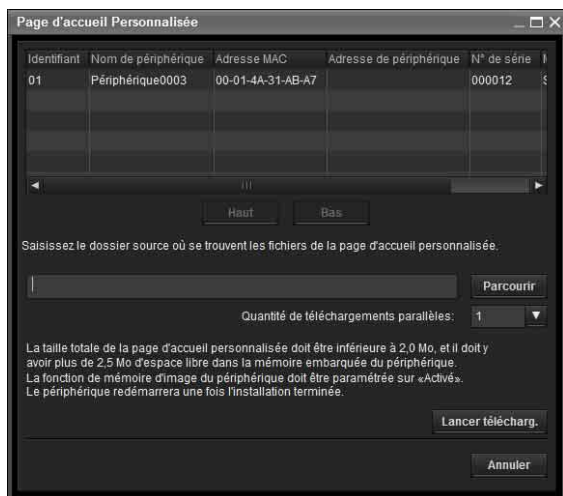 Page d'accueil Personnalisée
Identifiant Nom de périphérique Adresse MAC Adresse de périphérique N° de série
01 Périphérique0003 00-01-4A-31-AB-A7 000012
Haut Bas
Saisissez le dossier source où se trouvent les fichiers de la page d'accueil personnalisée.
Parcourir
Quantité de téléchargements parallèles: 1
La taille totale de la page d'accueil personnalisée doit être inférieure à 2,0 Mo, et il doit y
avoir plus de 2,5 Mo d'espace libre dans la mémoire embarquée du périphérique.
La fonction de mémoire d'image du périphérique doit être paramétrée sur «Activé».
Le périphérique redémarrera une fois l'installation terminée.
Lancer télécharg.
Annuler